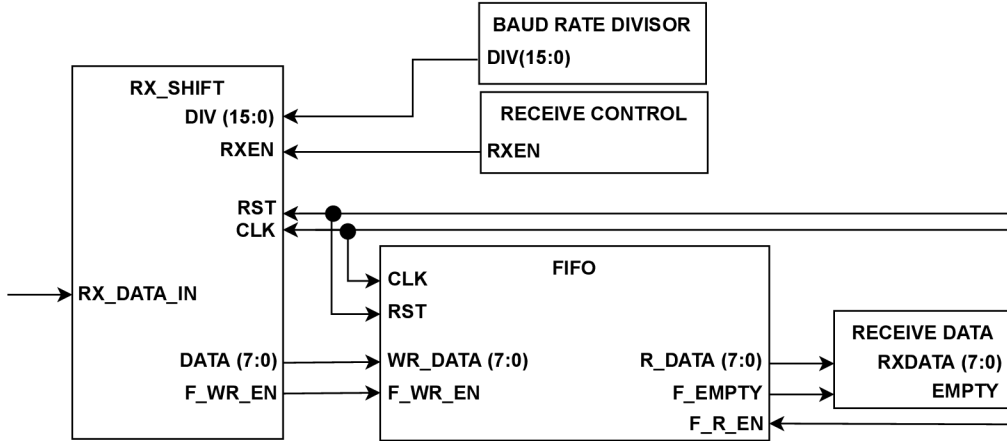 BAUD RATE DIVISOR
DIV(15:0)
RX_SHIFT
DIV (15:0)
RECEIVE CONTROL
RXEN
RXEN
RST
CLK
FIFO
CLK
RST
RX_DATA_IN
RECEIVE DATA
DATA (7:0)
WR_DATA (7:0)
R_DATA (7:0)
RXDATA (7:0)
F_WR_EN
F_WR_EN
F_EMPTY
EMPTY
F_R_EN